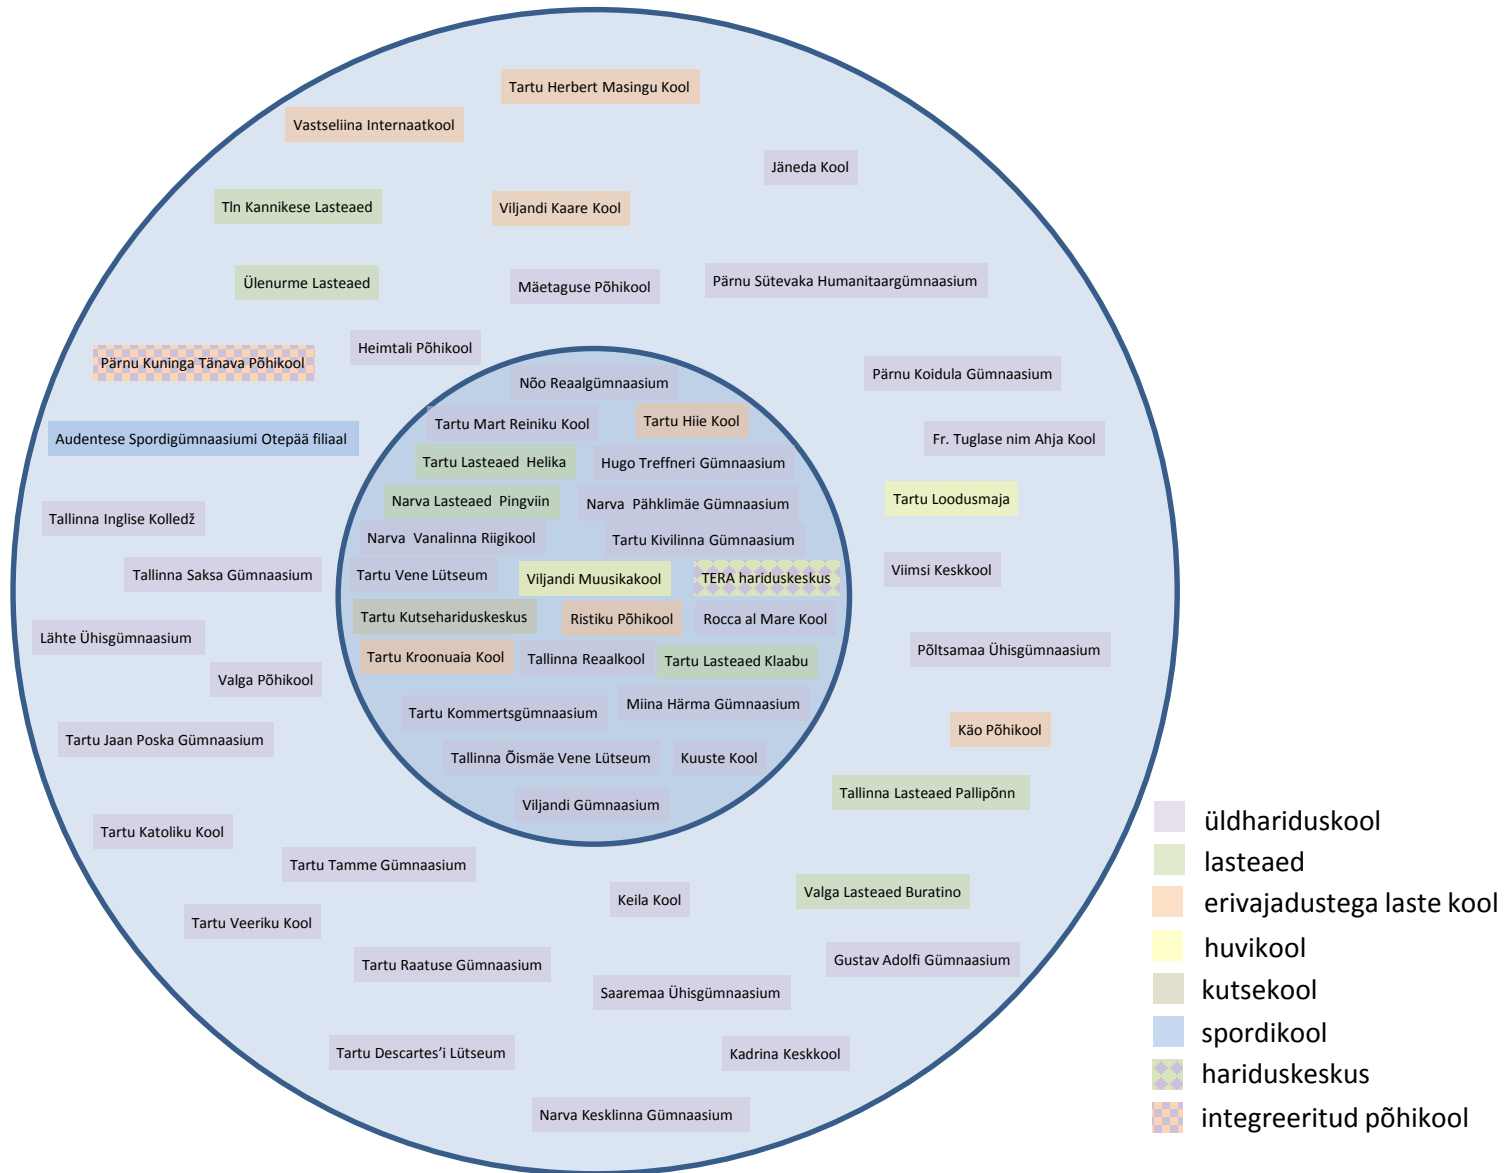 Tartu Herbert Masingu Kool
Vastseliina Internaatkool
Jäneda Kool
Tln Kannikese Lasteaed
Viljandi Kaare Kool
Ülenurme Lasteaed
Mäetaguse Põhikool
Pärnu Sütevaka Humanitaargümnaasium
Heimtali Põhikool
Pärnu Kuninga Tänava Põhikool
Pärnu Koidula Gümnaasium
Audentese Spordigümnaasiumi Otepää filiaal
Fr. Tuglase nim Ahja Kool
Tartu Loodusmaja
Tallinna Inglise Kolledž
Tallinna Saksa Gümnaasium
Viimsi Keskkool
Lähte Ühisgümnaasium
Põltsamaa Ühisgümnaasium
Valga Põhikool
Tartu Jaan Poska Gümnaasium
Käo Põhikool
Tallinna Lasteaed Pallipõnn
Nõo Reaalgümnaasium
Tartu Mart Reiniku Kool
Tartu Hiie Kool
Tartu Lasteaed Helika
Hugo Treffneri Gümnaasium
Narva Lasteaed Pingviin
Narva Pähklimäe Gümnaasium
Narva Vanalinna Riigikool
Tartu Kivilinna Gümnaasium
Tartu Vene Lütseum
Viljandi Muusikakool
TERA hariduskeskus
Tartu Kutsehariduskeskus
Ristiku Põhikool
Rocca al Mare Kool
Tartu Kroonuaia Kool
Tallinna Reaalkool
Tartu Lasteaed Klaabu
Tartu Kommertsgümnaasium
Miina Härma Gümnaasium
Tallinna Õismäe Vene Lütseum
Kuuste Kool
Viljandi Gümnaasium
Tartu Katoliku Kool
Tartu Tamme Gümnaasium
Keila Kool
Valga Lasteaed Buratino
Tartu Veeriku Kool
Tartu Raatuse Gümnaasium
Gustav Adolfi Gümnaasium
Saaremaa Ühisgümnaasium
Tartu Descartes’i Lütseum
Kadrina Keskkool
Narva Kesklinna Gümnaasium
üldhariduskool
lasteaed
erivajadustega laste kool
huvikool
kutsekool
spordikool
hariduskeskus
integreeritud põhikool